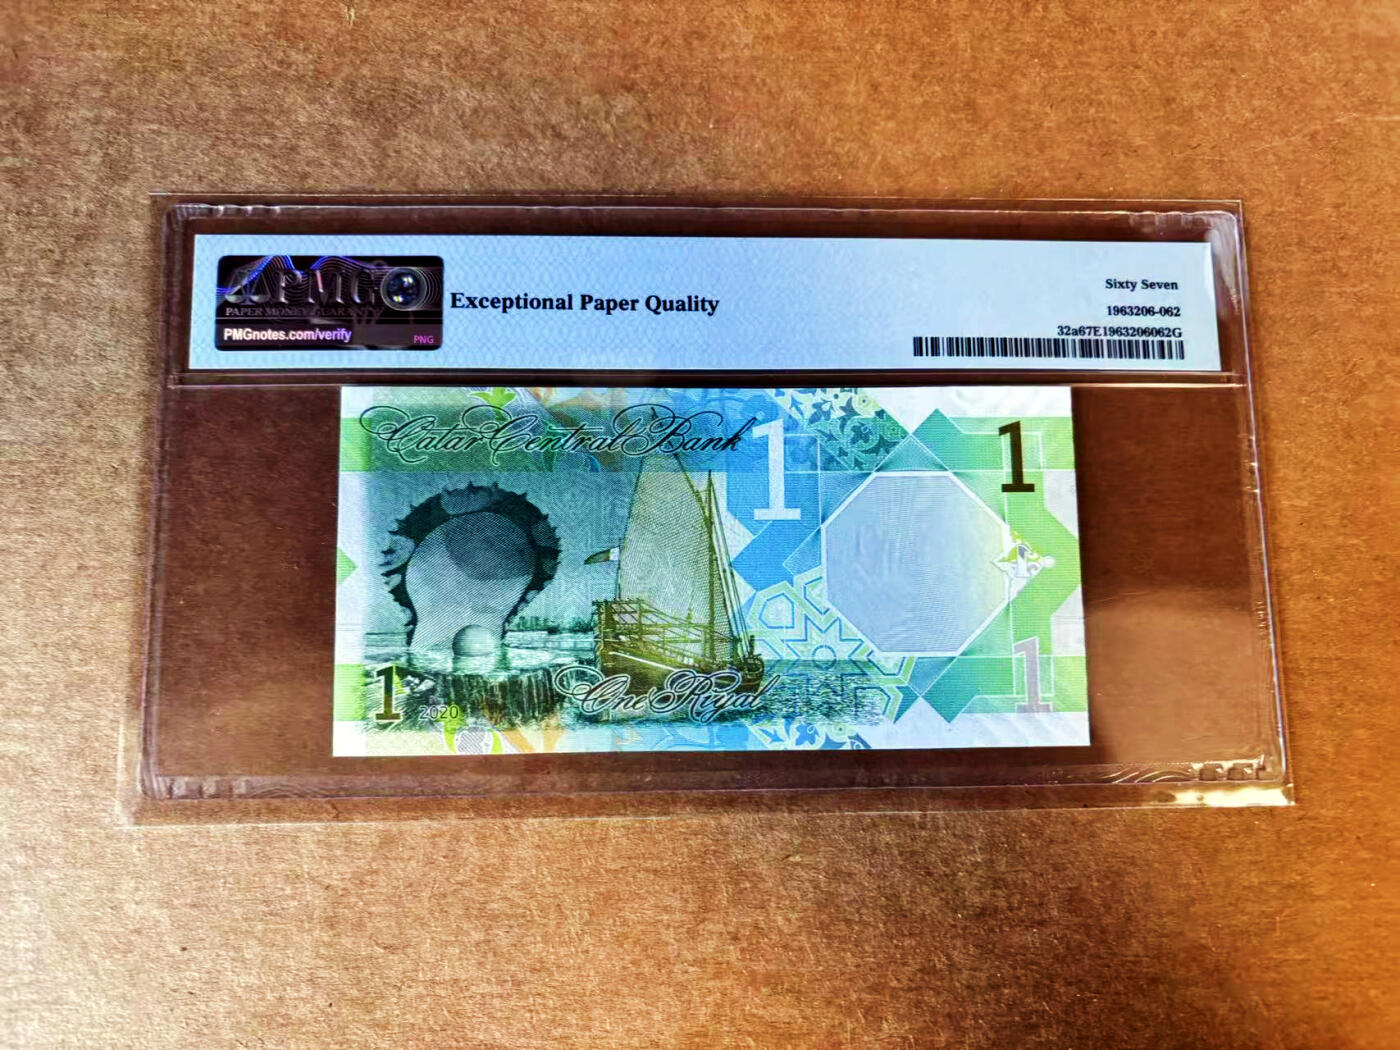 PMG
PAPER MONEY GUARANTY
PMGnotes.com/verify
PNG
Exceptional Paper Quality
Sixty Seven
1963206-062
32a67E1963206062G
Qatar Central Bank
1
1
1
2020
One Riyal
1